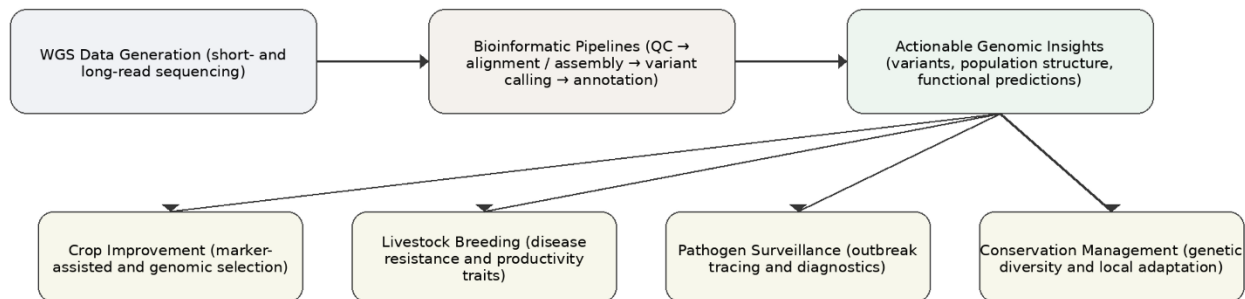 WGS Data Generation (short- and
long-read sequencing)
Bioinformatic Pipelines (QC →
alignment / assembly → variant
calling → annotation)
Actionable Genomic Insights
(variants, population structure,
functional predictions)
Crop Improvement (marker-
assisted and genomic selection)
Livestock Breeding (disease
resistance and productivity
traits)
Pathogen Surveillance (outbreak
tracing and diagnostics)
Conservation Management (genetic
diversity and local adaptation)